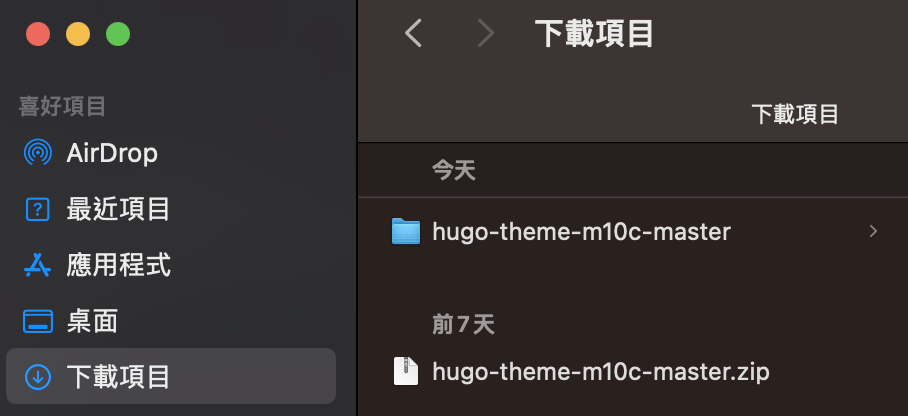 喜好項目
AirDrop
最近項目
應用程式
桌面
下載項目
下載項目
下載項目
今天
hugo-theme-m10c-master
前 7 天
hugo-theme-m10c-master.zip